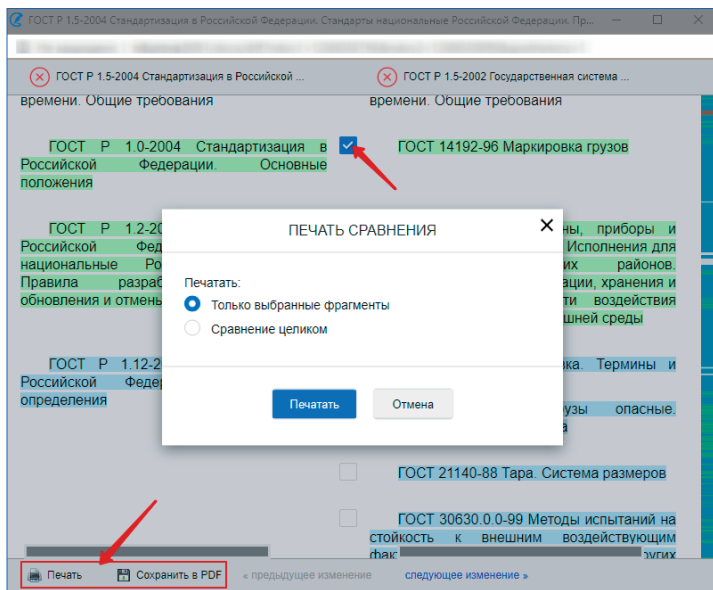 ГОСТ Р 1.5-2004 Стандартизация в Российской Федерации. Стандарты национальные Российской Федерации. Пр...
ГОСТ Р 1.5-2004 Стандартизация в Российской ...
ГОСТ Р 1.5-2002 Государственная система ...
времени. Общие требования
времени. Общие требования
ГОСТ Р 1.0-2004 Стандартизация в
Российской Федерации. Основные
положения
ГОСТ 14192-96 Маркировка грузов
ГОСТ Р 1.2-20
Российской Фед
национальные Ро
Правила разраб
обновления и отмены
ны, приборы и
Исполнения для
их районов.
ации, хранения и
ти воздействия
шней среды
ПЕЧАТЬ СРАВНЕНИЯ
Печатать:
Только выбранные фрагменты
Сравнение целиком
Печатать
Отмена
ГОСТ Р 1.12-2
Российской Федер
определения
ка. Термины и
узы опасные.
ГОСТ 21140-88 Тара. Система размеров
ГОСТ 30630.0.0-99 Методы испытаний на
стойкость к внешним воздействующим
Печать
Сохранить в PDF
« предыдущее изменение
следующее изменение »